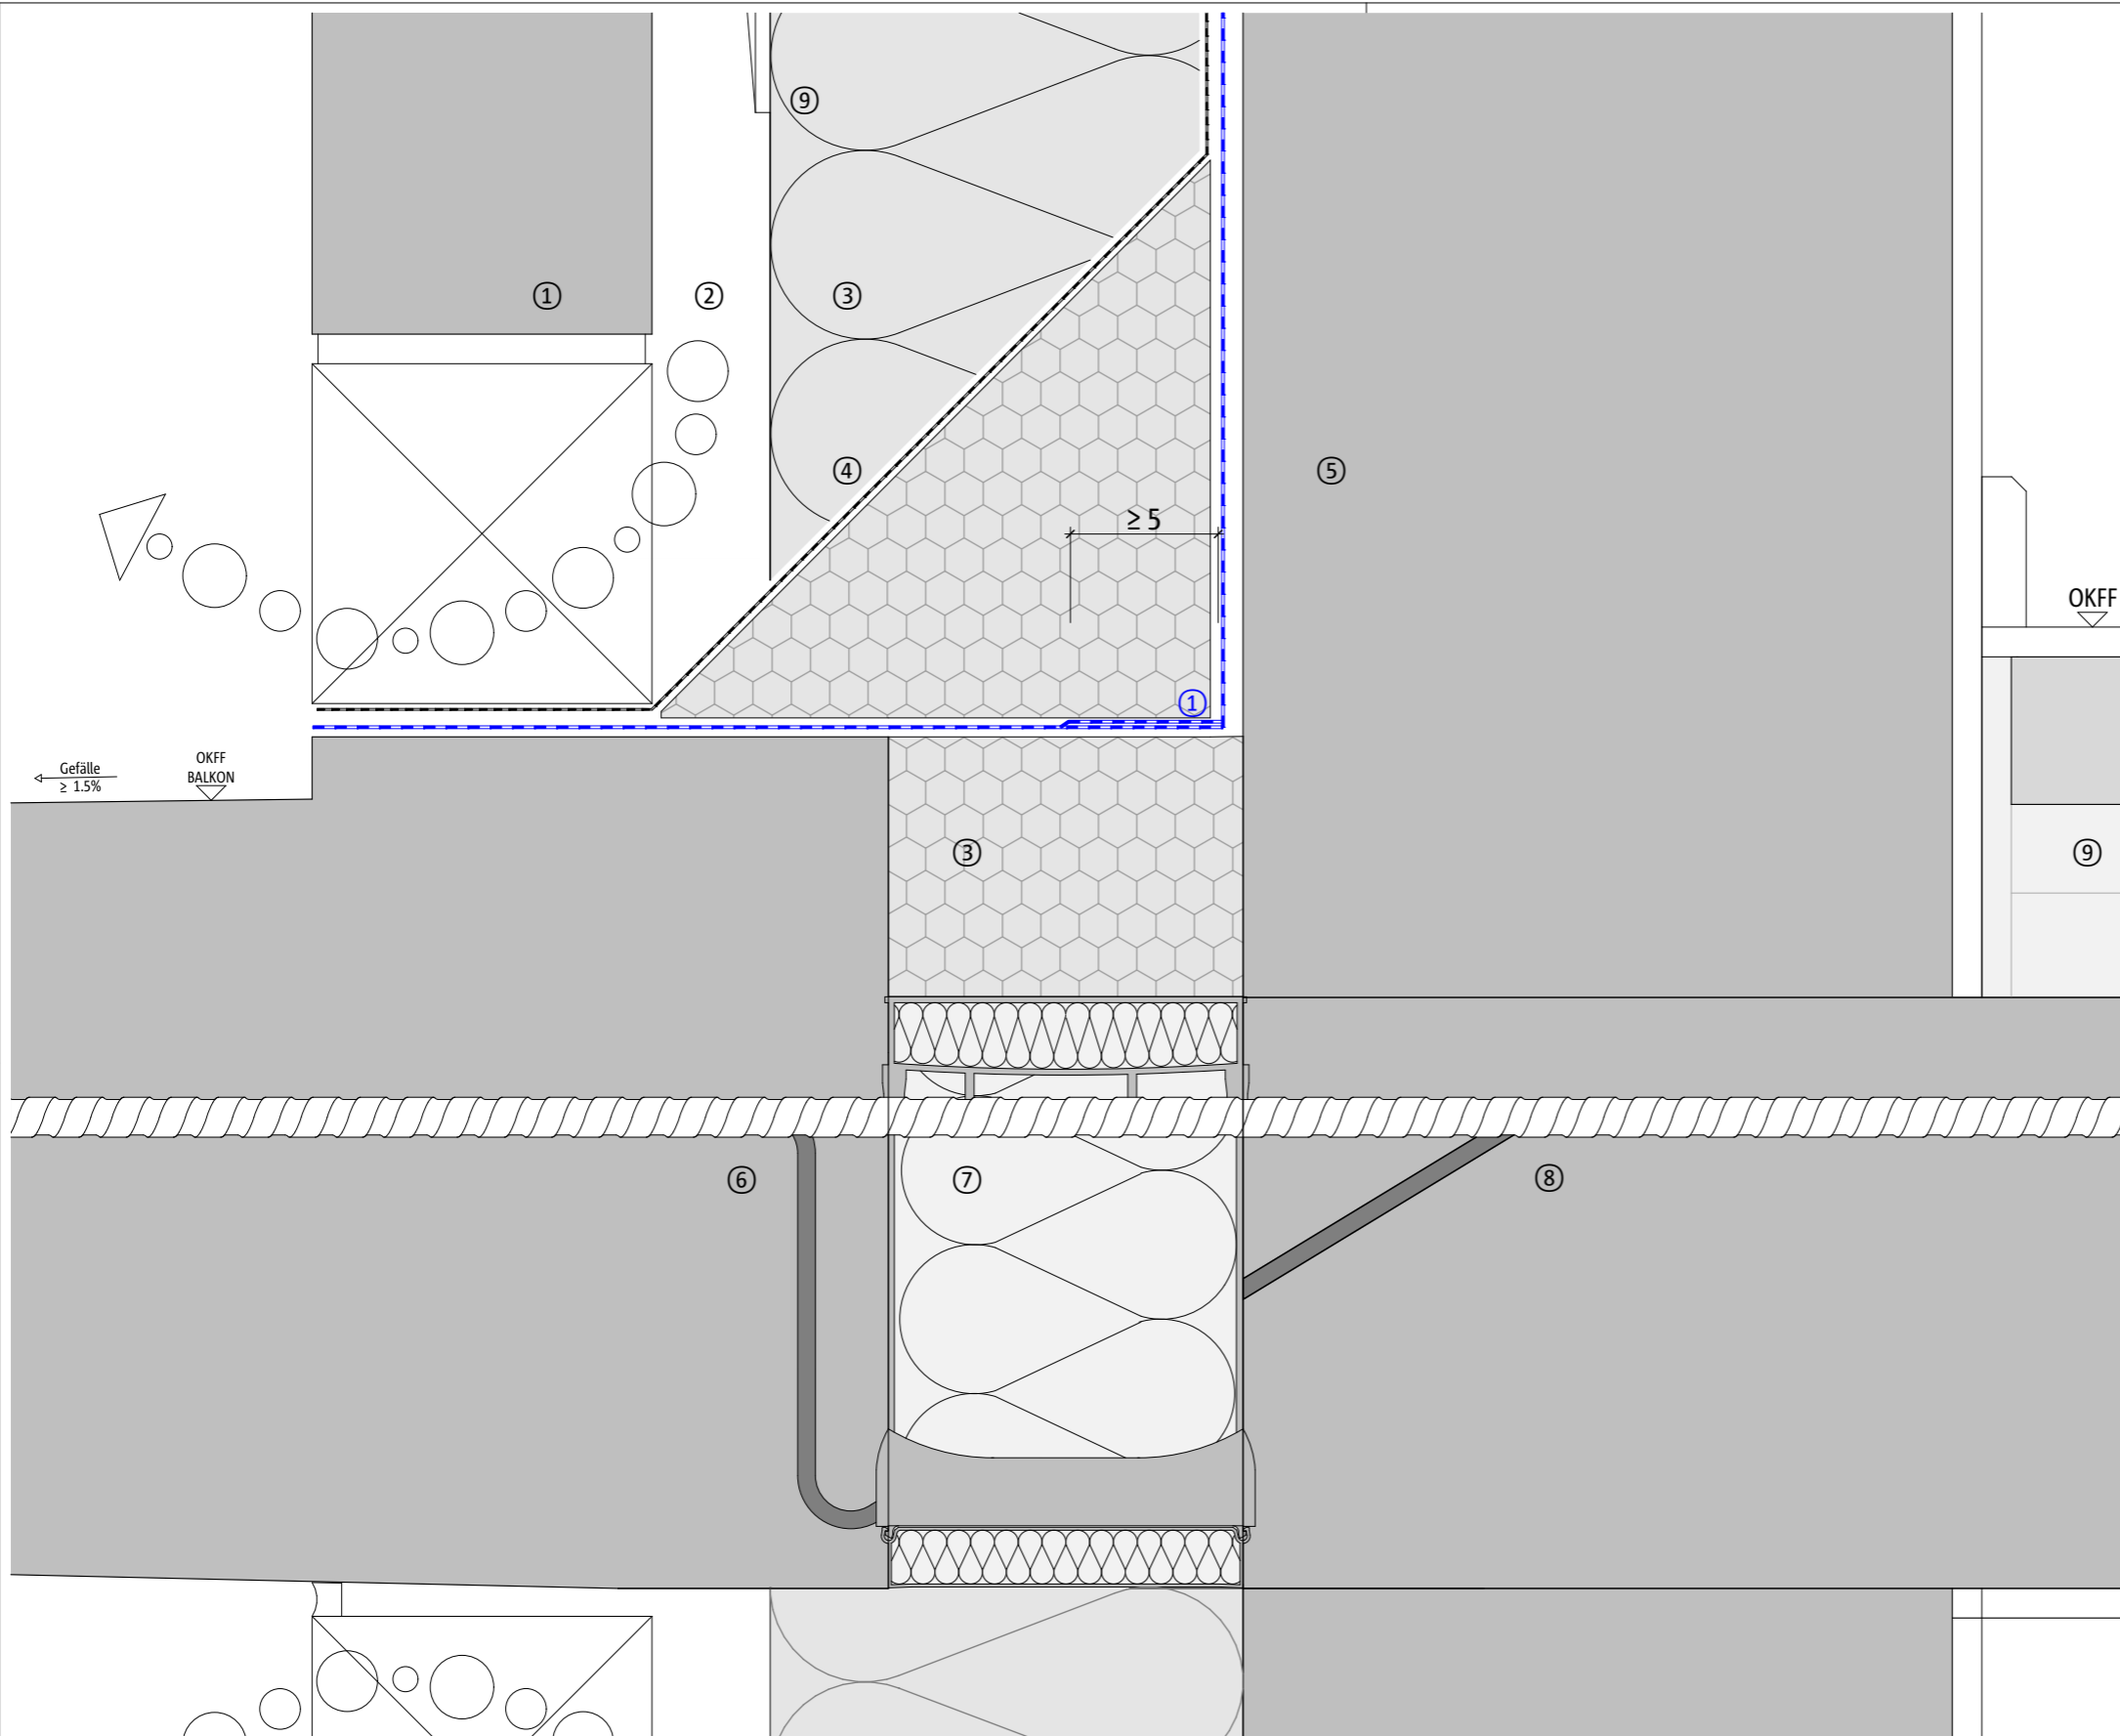 ⑨
① ② ③
④ ⑤
≥ 5
OKFF
①
OKFF
BALKON
Gefälle
≥ 1.5%
③ ⑨
⑥ ⑦ ⑧